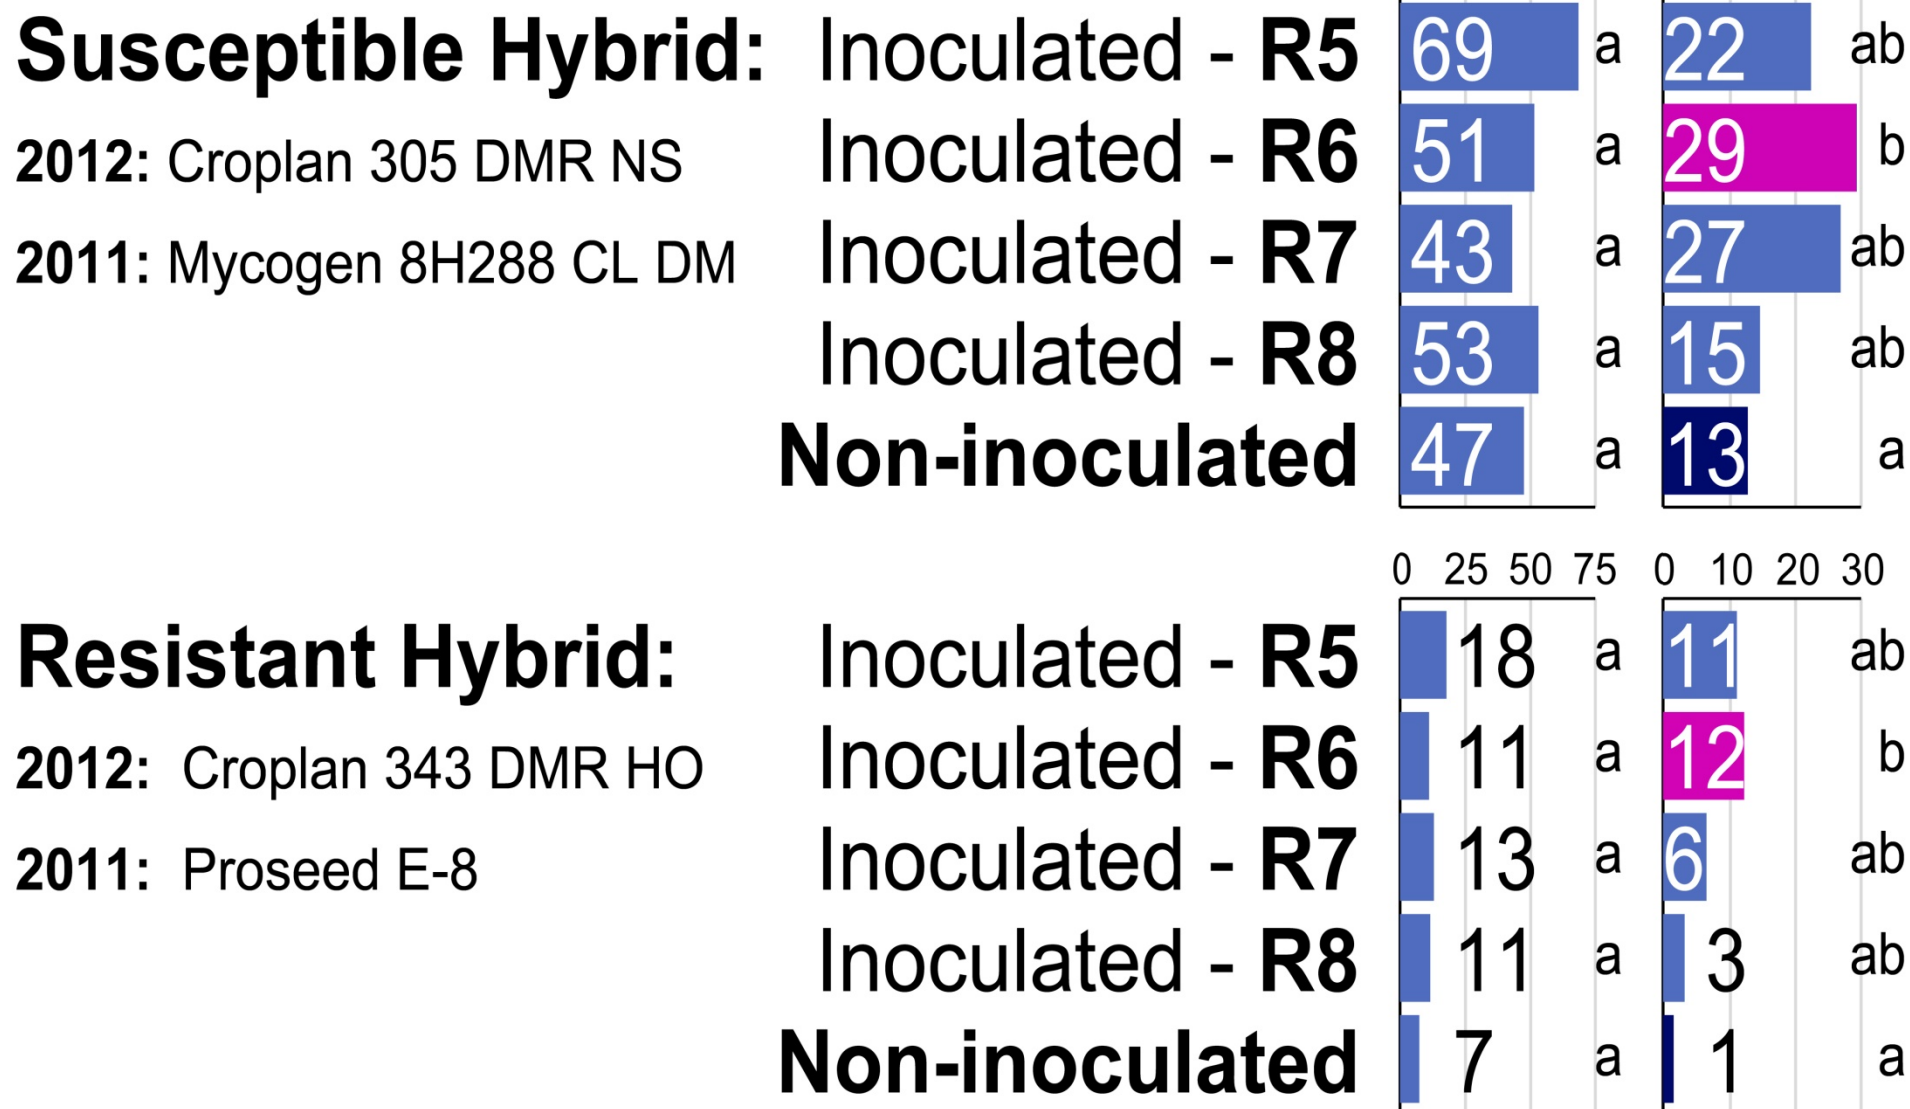 Susceptible Hybrid: Inoculated - R5 69 a 22 ab
2012: Croplan 305 DMR NS Inoculated - R6 51 a 29 b
2011: Mycogen 8H288 CL DM Inoculated - R7 43 a 27 ab
Inoculated - R8 53 a 15 ab
Non-inoculated 47 a 13 a
0 25 50 75 0 10 20 30
Resistant Hybrid: Inoculated - R5 18 a 11 ab
2012: Croplan 343 DMR HO Inoculated - R6 11 a 12 b
2011: Proseed E-8 Inoculated - R7 13 a 6 ab
Inoculated - R8 11 a 3 ab
Non-inoculated 7 a 1 a